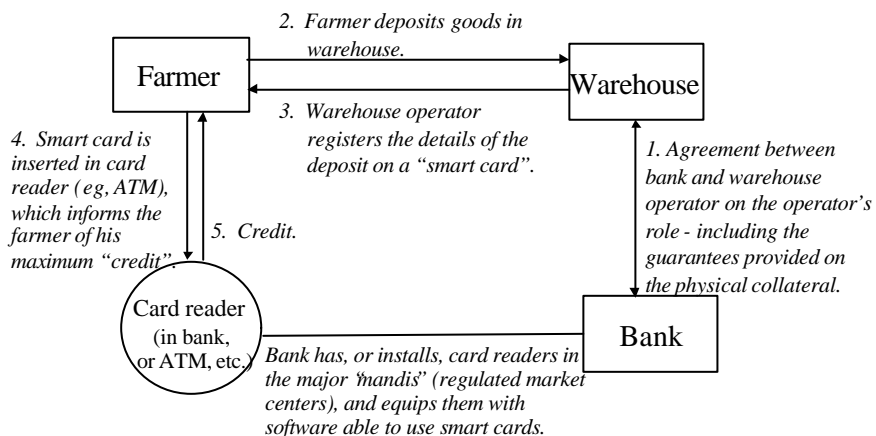 2. Farmer deposits goods in
warehouse.
Farmer
Warehouse
3. Warehouse operator
registers the details of the
deposit on a “smart card”.
4. Smart card is
inserted in card
reader (eg, ATM),
which informs the
farmer of his
maximum “credit”.
5. Credit.
1. Agreement between
bank and warehouse
operator on the operator’s
role - including the
guarantees provided on
the physical collateral.
Card reader
(in bank,
or ATM, etc.)
Bank
Bank has, or installs, card readers in
the major “mandis” (regulated market
centers), and equips them with
software able to use smart cards.